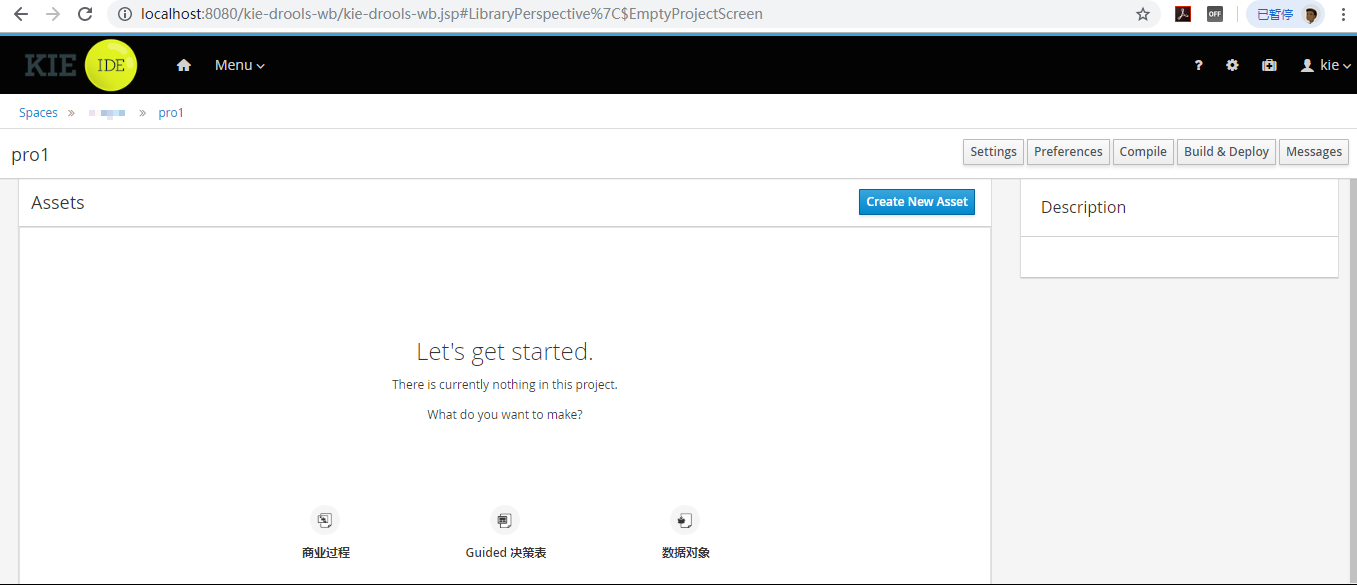 localhost:8080/kie-drools-wb/kie-drools-wb.jsp#LibraryPerspective%7C$EmptyProjectScreen OFF 已暂停
KIE IDE Menu ? kie
Spaces » » pro1
pro1 Settings Preferences Compile Build & Deploy Messages
Assets Create New Asset Description
Let's get started.
There is currently nothing in this project.
What do you want to make?
商业过程 Guided 决策表 数据对象